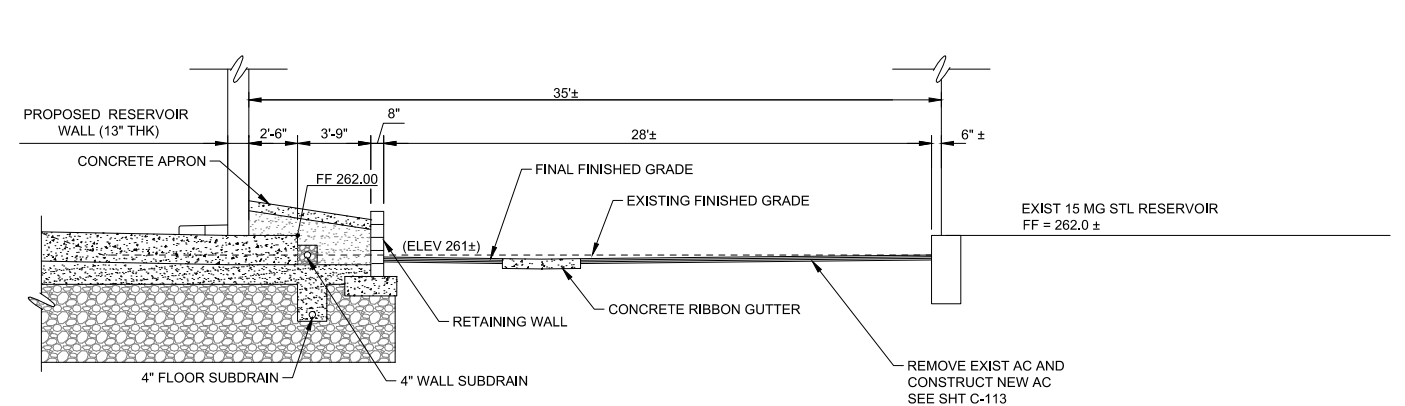 35'±
8"
PROPOSED RESERVOIR
WALL (13" THK)
2'-6"
3'-9"
28'±
6" ±
CONCRETE APRON
FF 262.00
FINAL FINISHED GRADE
EXISTING FINISHED GRADE
EXIST 15 MG STL RESERVOIR
FF = 262.0 ±
(ELEV 261±)
CONCRETE RIBBON GUTTER
RETAINING WALL
REMOVE EXIST AC AND
CONSTRUCT NEW AC
SEE SHT C-113
4" FLOOR SUBDRAIN
4" WALL SUBDRAIN